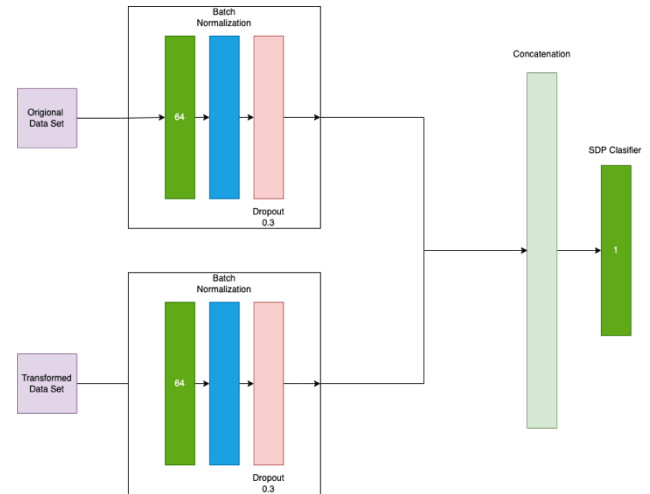 Batch
Normalization
Origional
Data Set
64
Dropout
0.3
Batch
Normalization
Transformed
Data Set
64
Dropout
0.3
Concatenation
SDP Clasifier
1